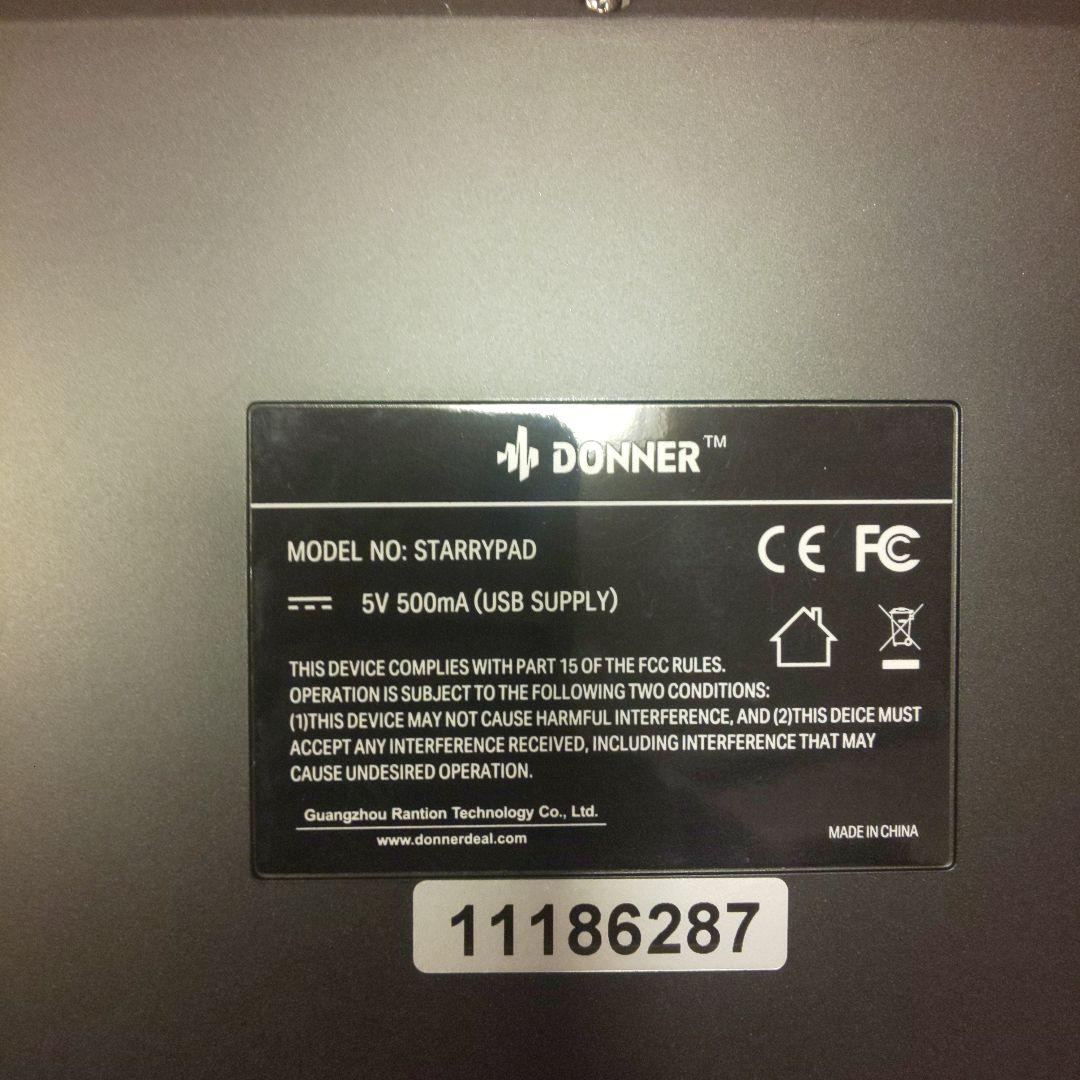 DONNER™
MODEL NO: STARRYPAD
5V 500mA (USB SUPPLY)
CE FC
THIS DEVICE COMPLIES WITH PART 15 OF THE FCC RULES.
OPERATION IS SUBJECT TO THE FOLLOWING TWO CONDITIONS:
(1)THIS DEVICE MAY NOT CAUSE HARMFUL INTERFERENCE, AND (2)THIS DEICE MUST
ACCEPT ANY INTERFERENCE RECEIVED, INCLUDING INTERFERENCE THAT MAY
CAUSE UNDESIRED OPERATION.
Guangzhou Rantion Technology Co., Ltd.
www.donnerdeal.com
MADE IN CHINA
11186287